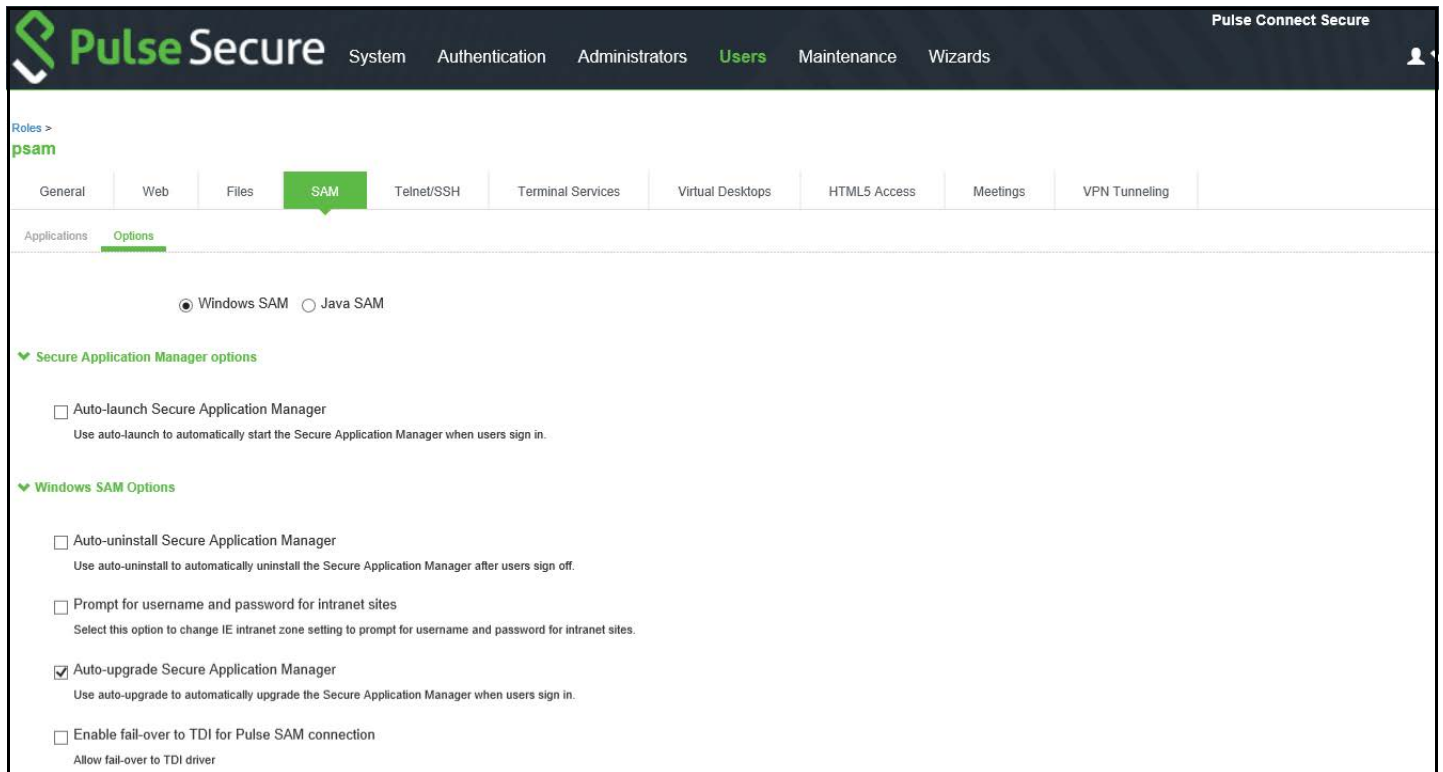 Pulse Connect Secure
Pulse Secure System Authentication Administrators Users Maintenance Wizards
Roles >
psam
General Web Files SAM Telnet/SSH Terminal Services Virtual Desktops HTML5 Access Meetings VPN Tunneling
Applications Options
Windows SAM Java SAM
Secure Application Manager options
Auto-launch Secure Application Manager
Use auto-launch to automatically start the Secure Application Manager when users sign in.
Windows SAM Options
Auto-uninstall Secure Application Manager
Use auto-uninstall to automatically uninstall the Secure Application Manager after users sign off.
Prompt for username and password for intranet sites
Select this option to change IE intranet zone setting to prompt for username and password for intranet sites.
Auto-upgrade Secure Application Manager
Use auto-upgrade to automatically upgrade the Secure Application Manager when users sign in.
Enable fail-over to TDI for Pulse SAM connection
Allow fail-over to TDI driver